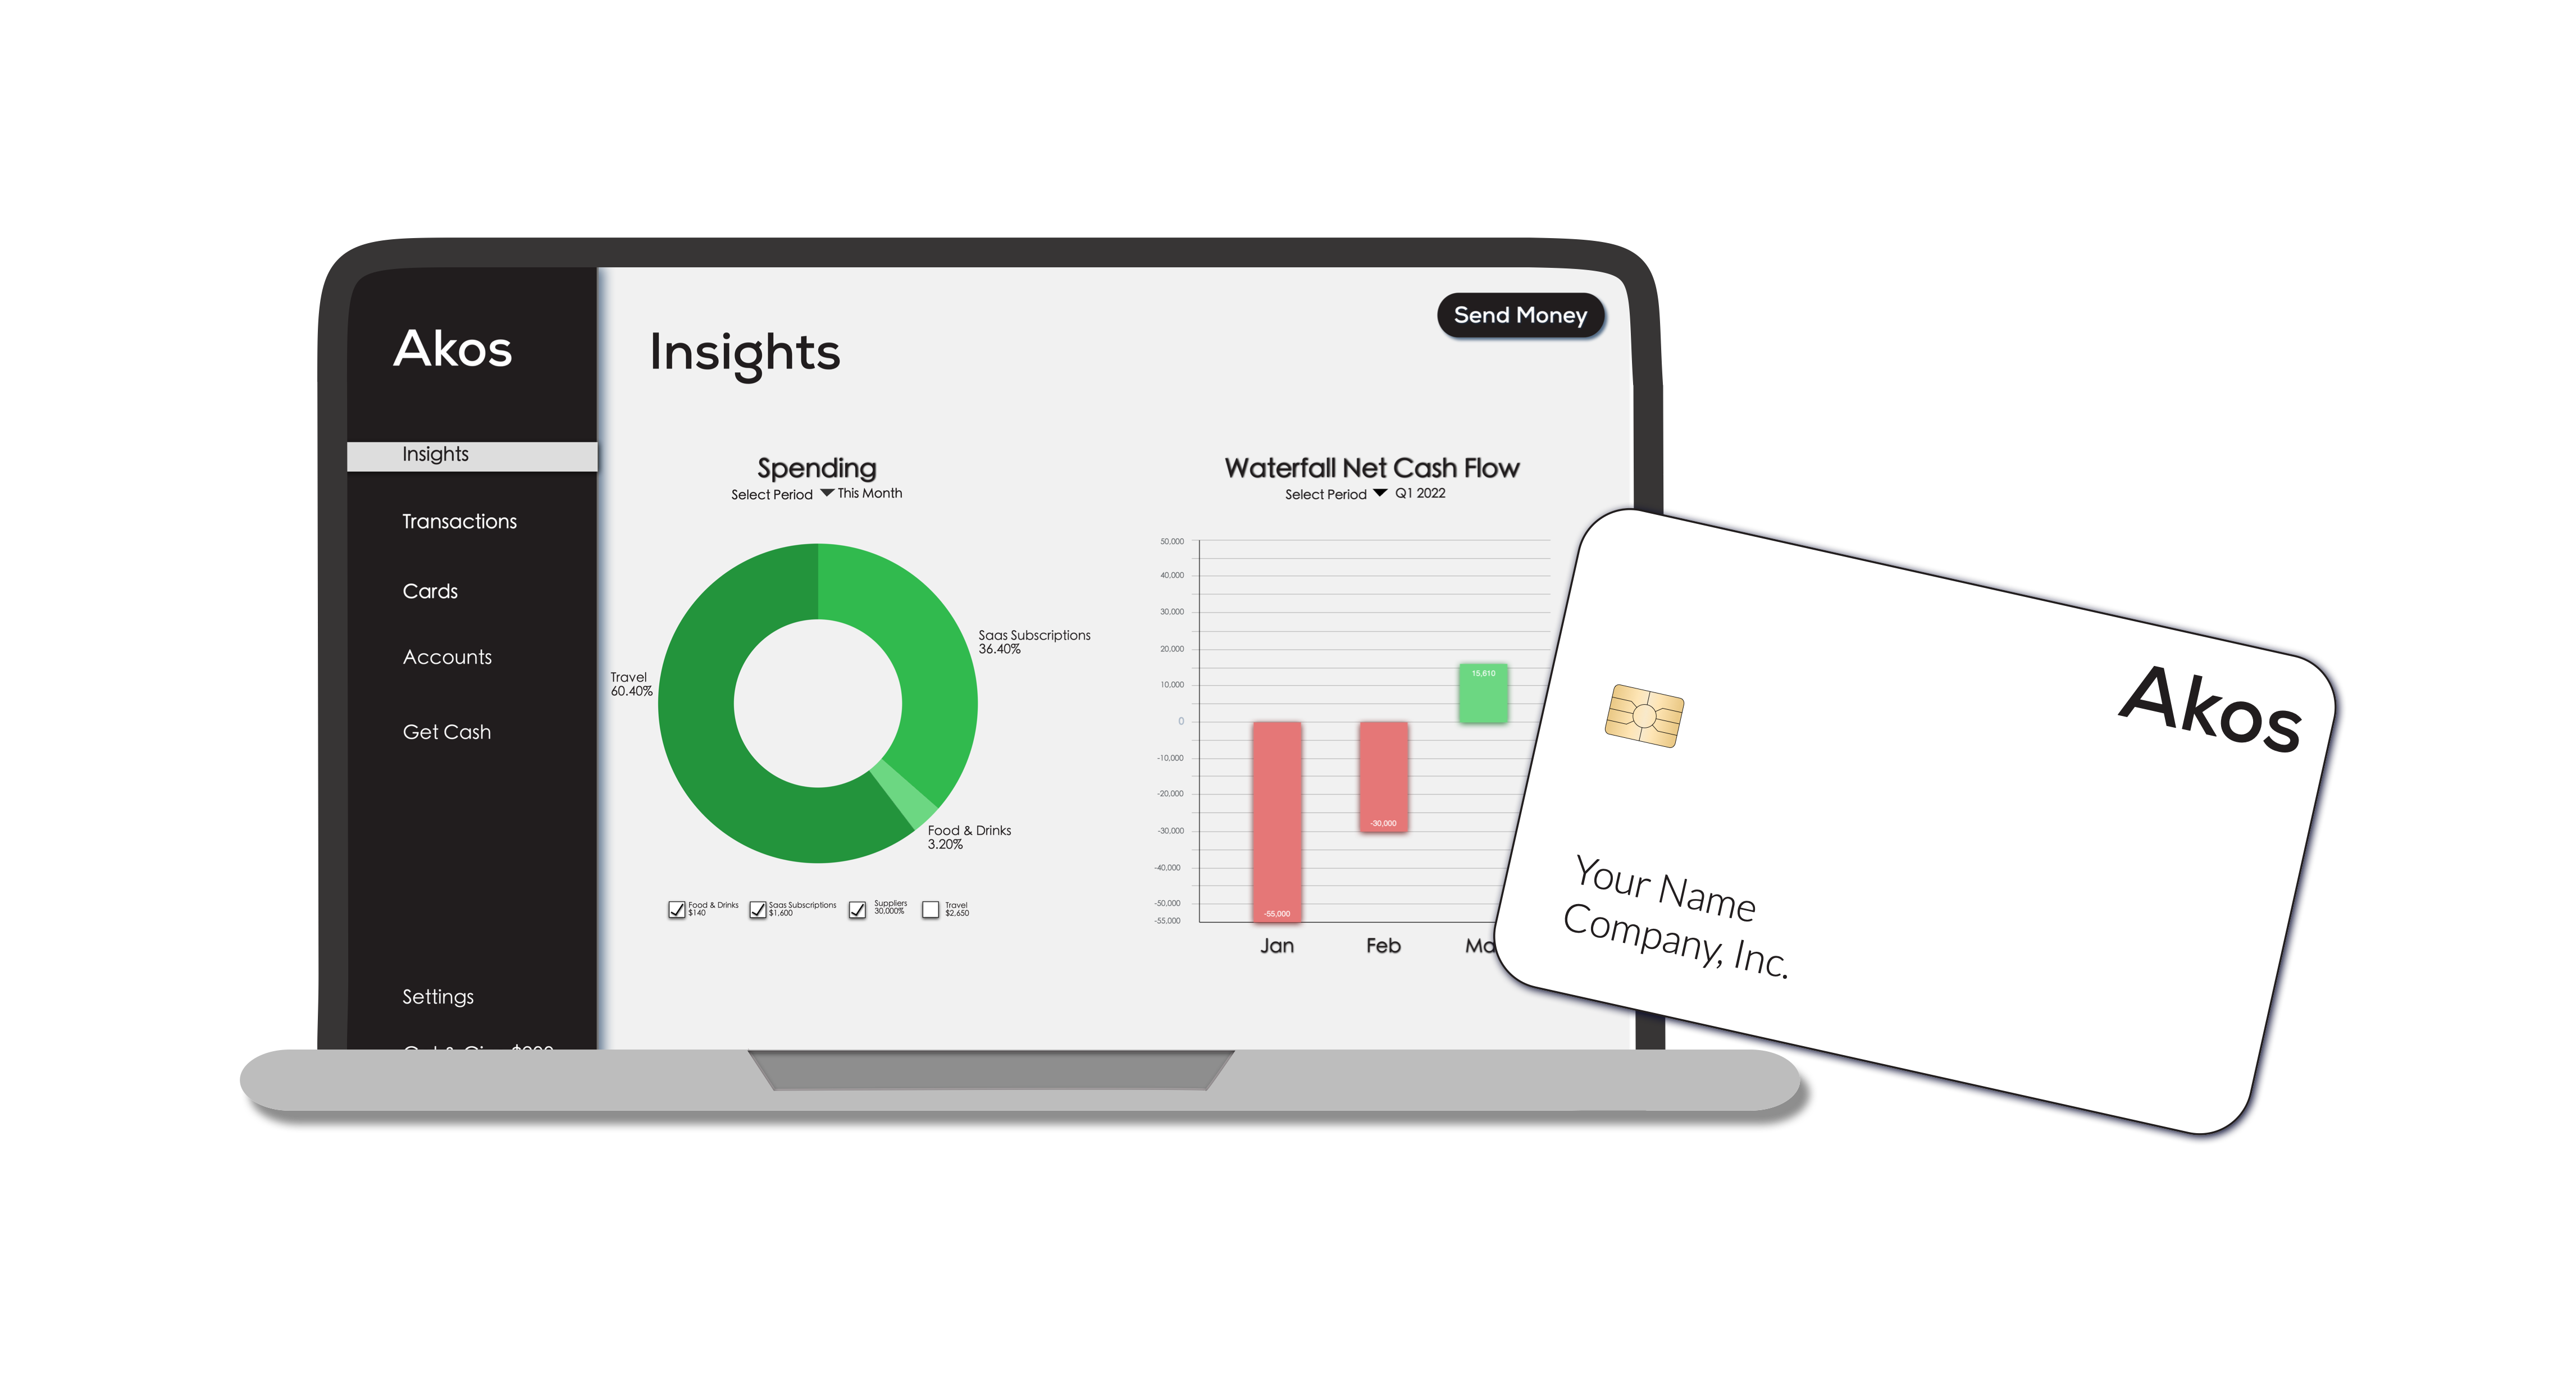 Akos
Insights
Transactions
Cards
Accounts
Get Cash
Settings
Insights
Send Money
Spending
Select Period This Month
Saas Subscriptions
36.40%
Travel
60.40%
Food & Drinks
3.20%
Food & Drinks
$140
Saas Subscriptions
$1,600
Suppliers
30,000%
Travel
$2,650
Waterfall Net Cash Flow
Select Period Q1 2022
50,000
40,000
30,000
20,000
10,000
0
-10,000
-20,000
-30,000
-40,000
-50,000
-55,000
15,610
-30,000
-55,000
Jan Feb
Akos
Your Name
Company, Inc.